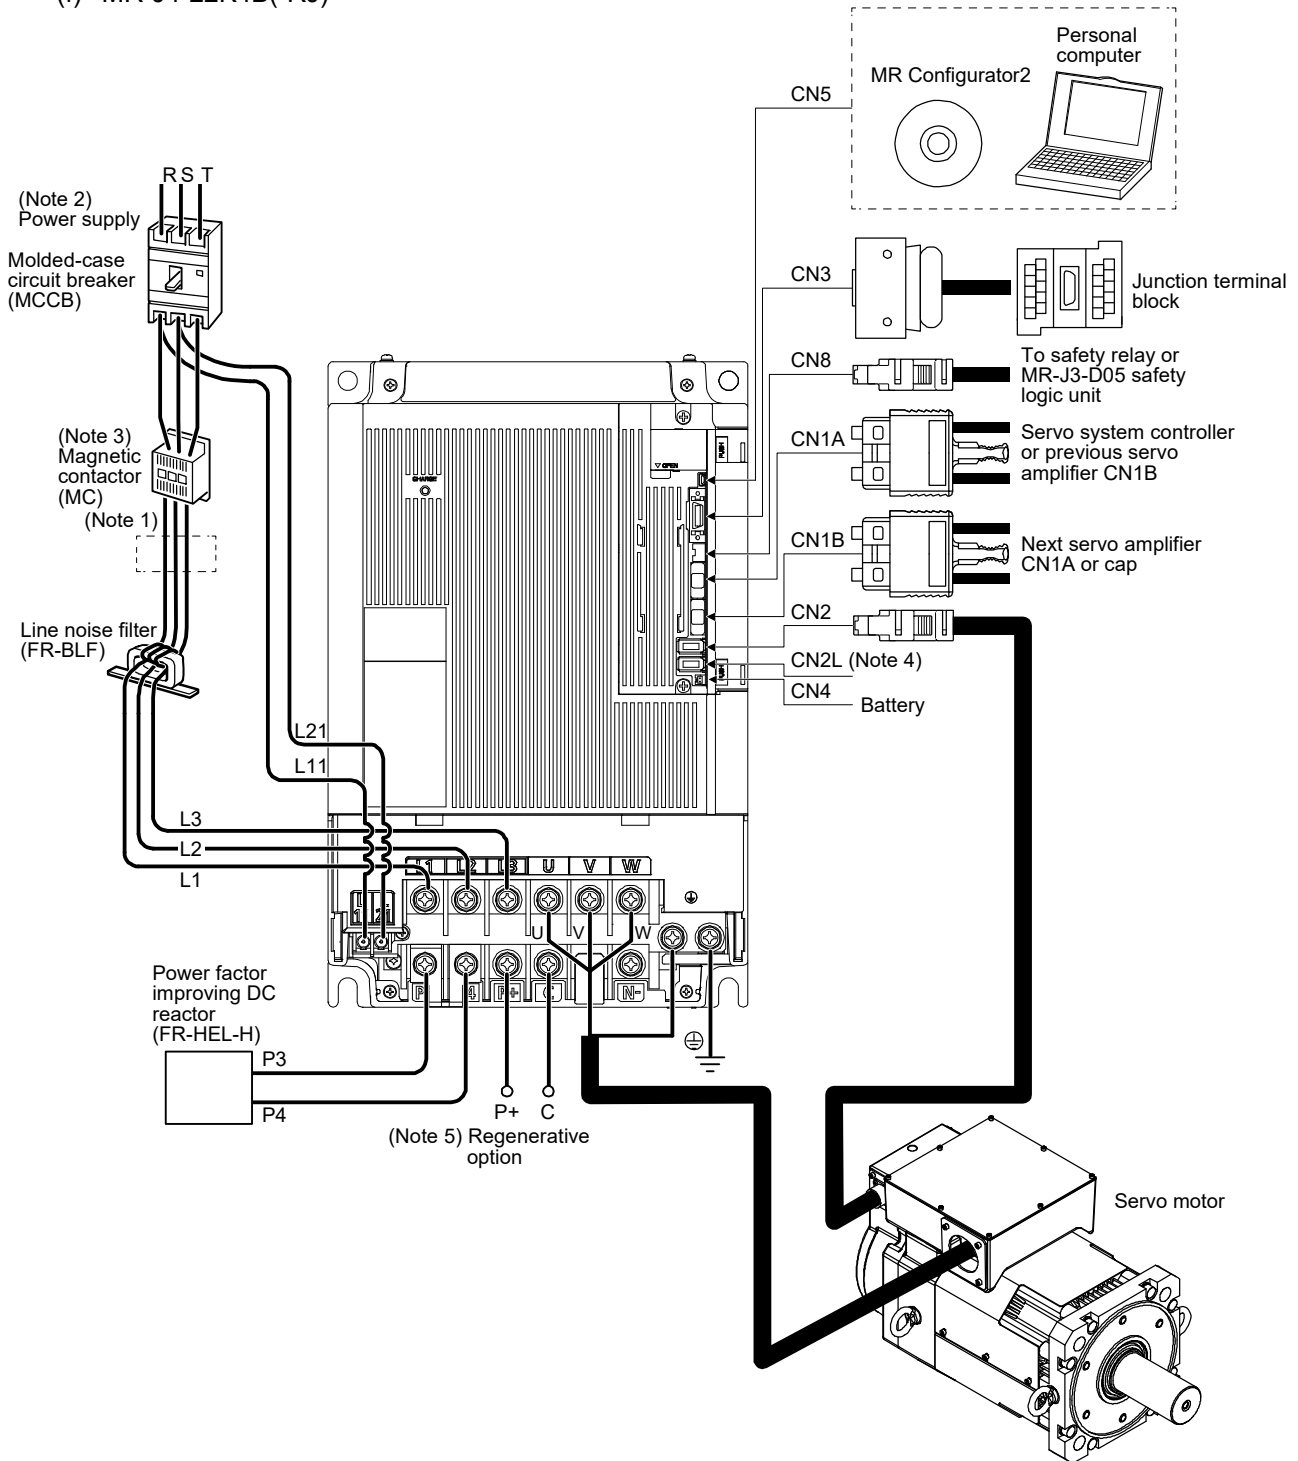 Personal
computer
MR Configurator2
CN5
R S T
(Note 2)
Power supply
Molded-case
circuit breaker
(MCCB)
CN3
Junction terminal
block
CN8
To safety relay or
MR-J3-D05 safety
logic unit
(Note 3)
Magnetic
contactor
(MC)
CN1A
Servo system controller
or previous servo
amplifier CN1B
OPEN
PUSH
CHARGE
(Note 1)
CN1B
Next servo amplifier
CN1A or cap
Line noise filter
(FR-BLF)
CN2
CN2L (Note 4)
PUSH
CN4
Battery
L21
L11
L3
L2
L1
L1 L2 L3 U V W
U V W
Power factor
improving DC
reactor
(FR-HEL-H)
P+ C N-
P3
P4
P+ C
(Note 5) Regenerative
option
Servo motor